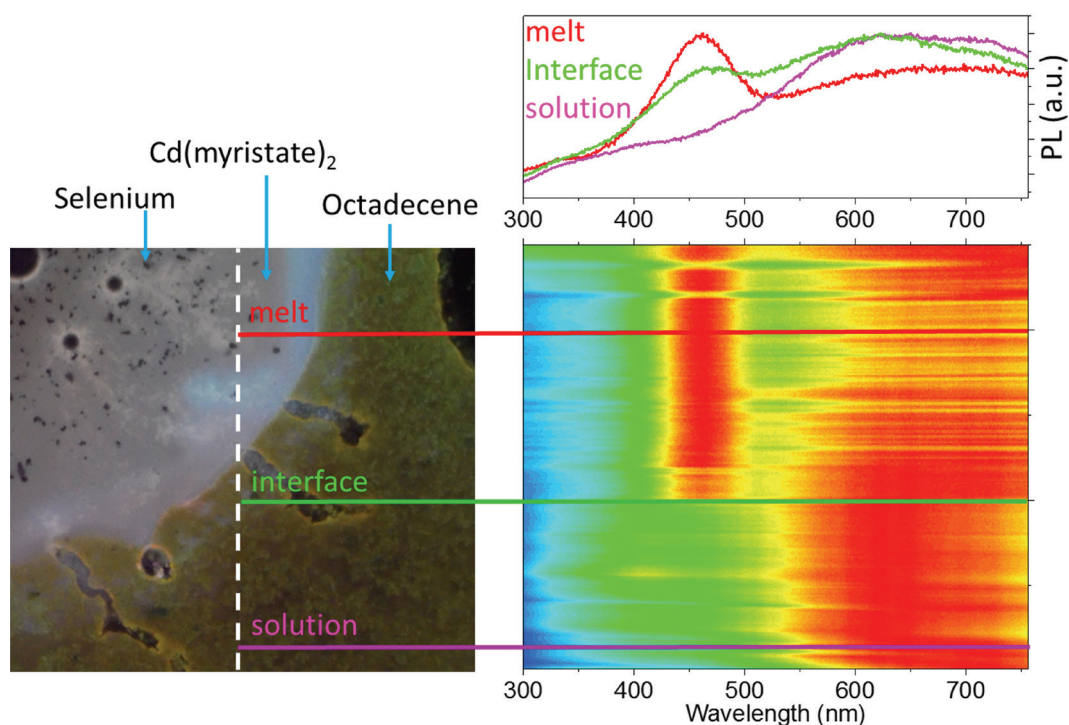 melt
Interface
solution
PL (a.u.)
300 400 500 600 700
Cd(myristate)₂
Selenium
Octadecene
melt
interface
solution
300 400 500 600 700
Wavelength (nm)